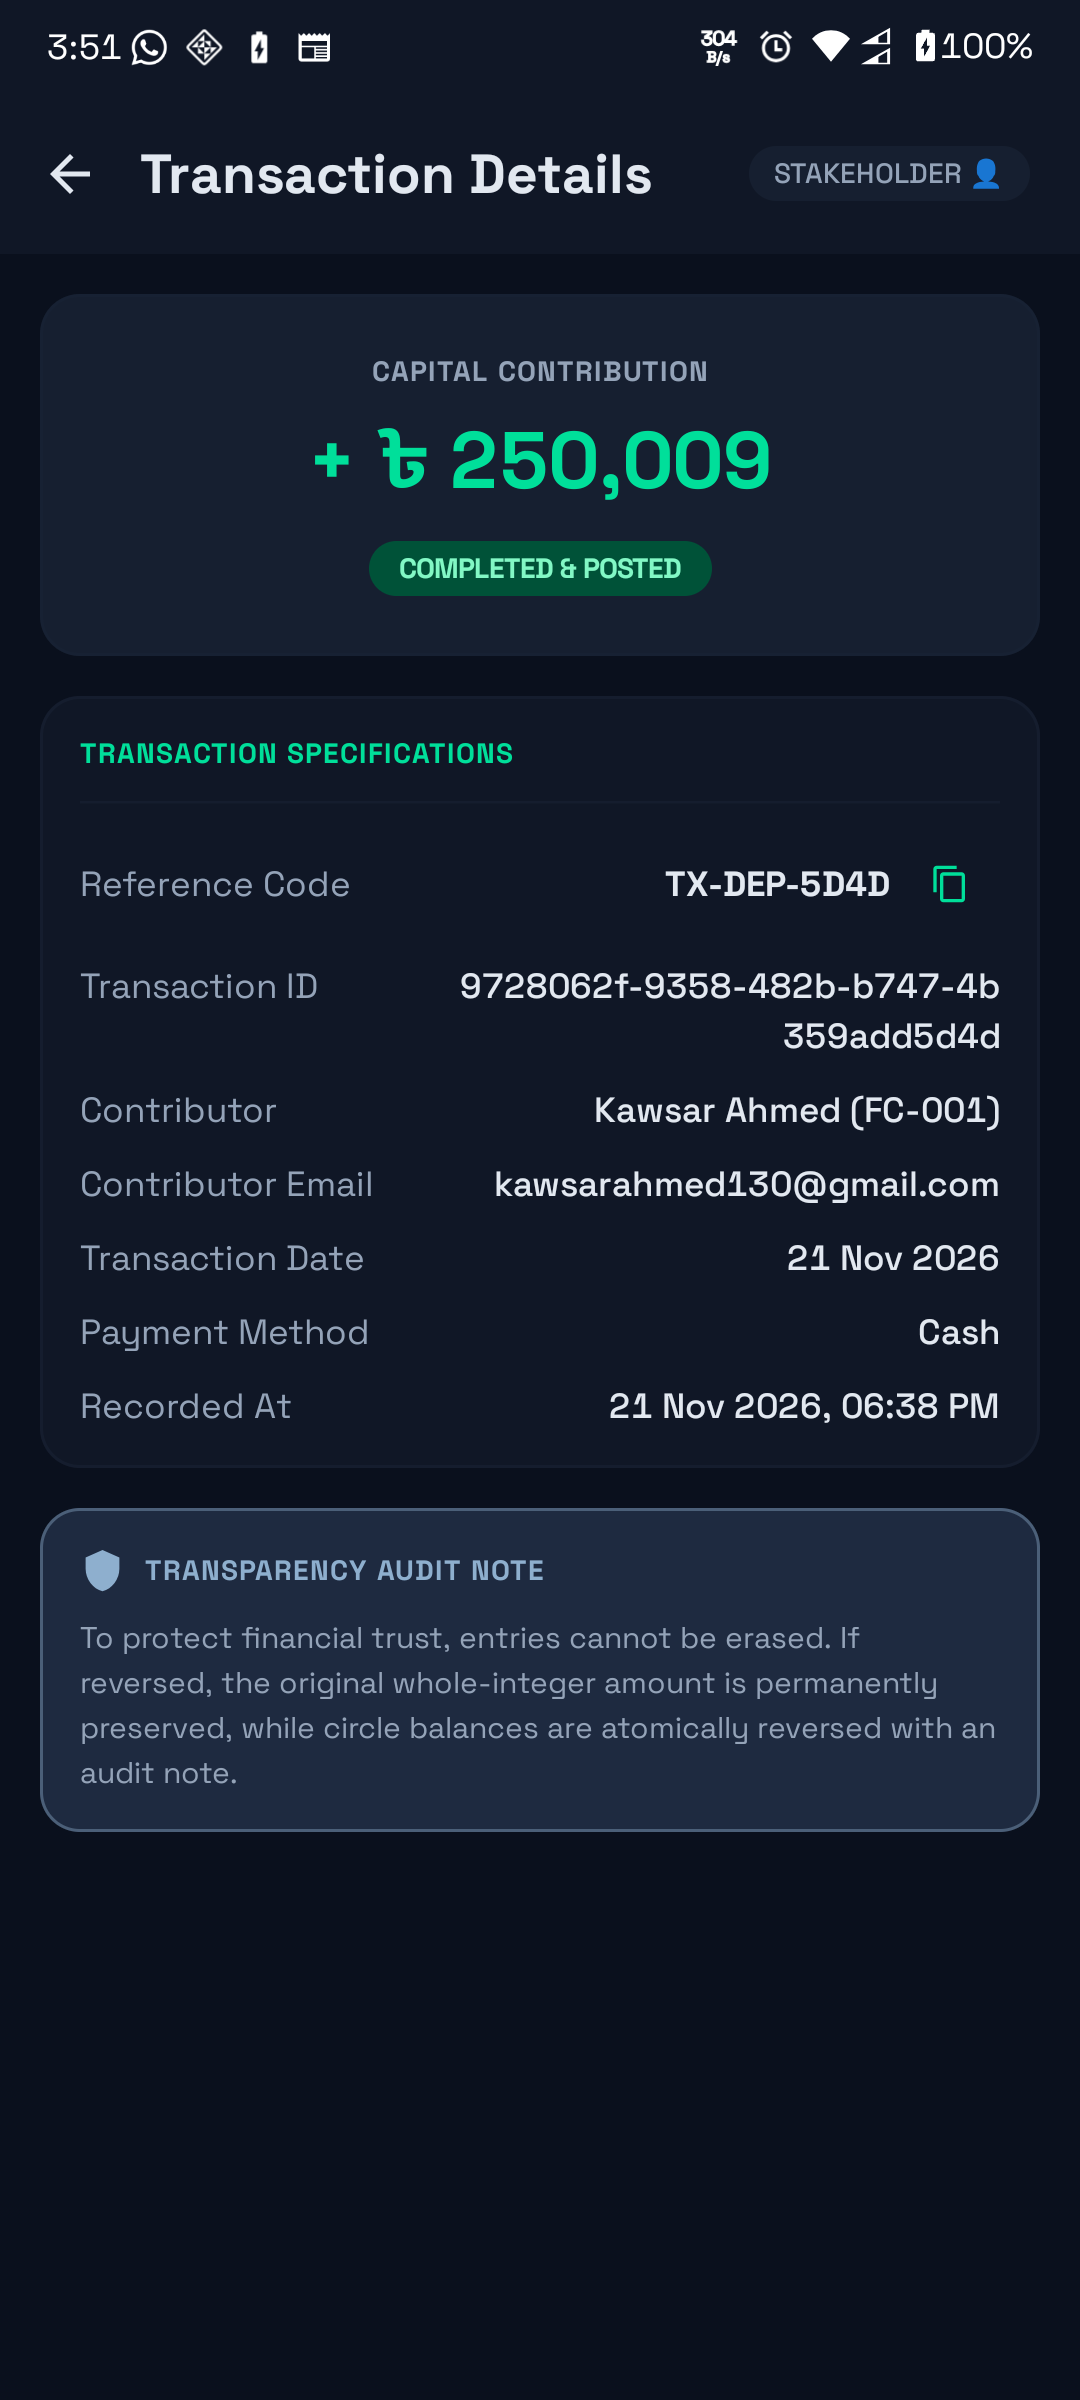 3:51
304 B/s
100%
Transaction Details
STAKEHOLDER
CAPITAL CONTRIBUTION
+ ৳ 250,009
COMPLETED & POSTED
TRANSACTION SPECIFICATIONS
Reference Code TX-DEP-5D4D
Transaction ID 9728062f-9358-482b-b747-4b
359add5d4d
Contributor Kawsar Ahmed (FC-001)
Contributor Email kawsarahmed130@gmail.com
Transaction Date 21 Nov 2026
Payment Method Cash
Recorded At 21 Nov 2026, 06:38 PM
TRANSPARENCY AUDIT NOTE
To protect financial trust, entries cannot be erased. If
reversed, the original whole-integer amount is permanently
preserved, while circle balances are atomically reversed with an
audit note.